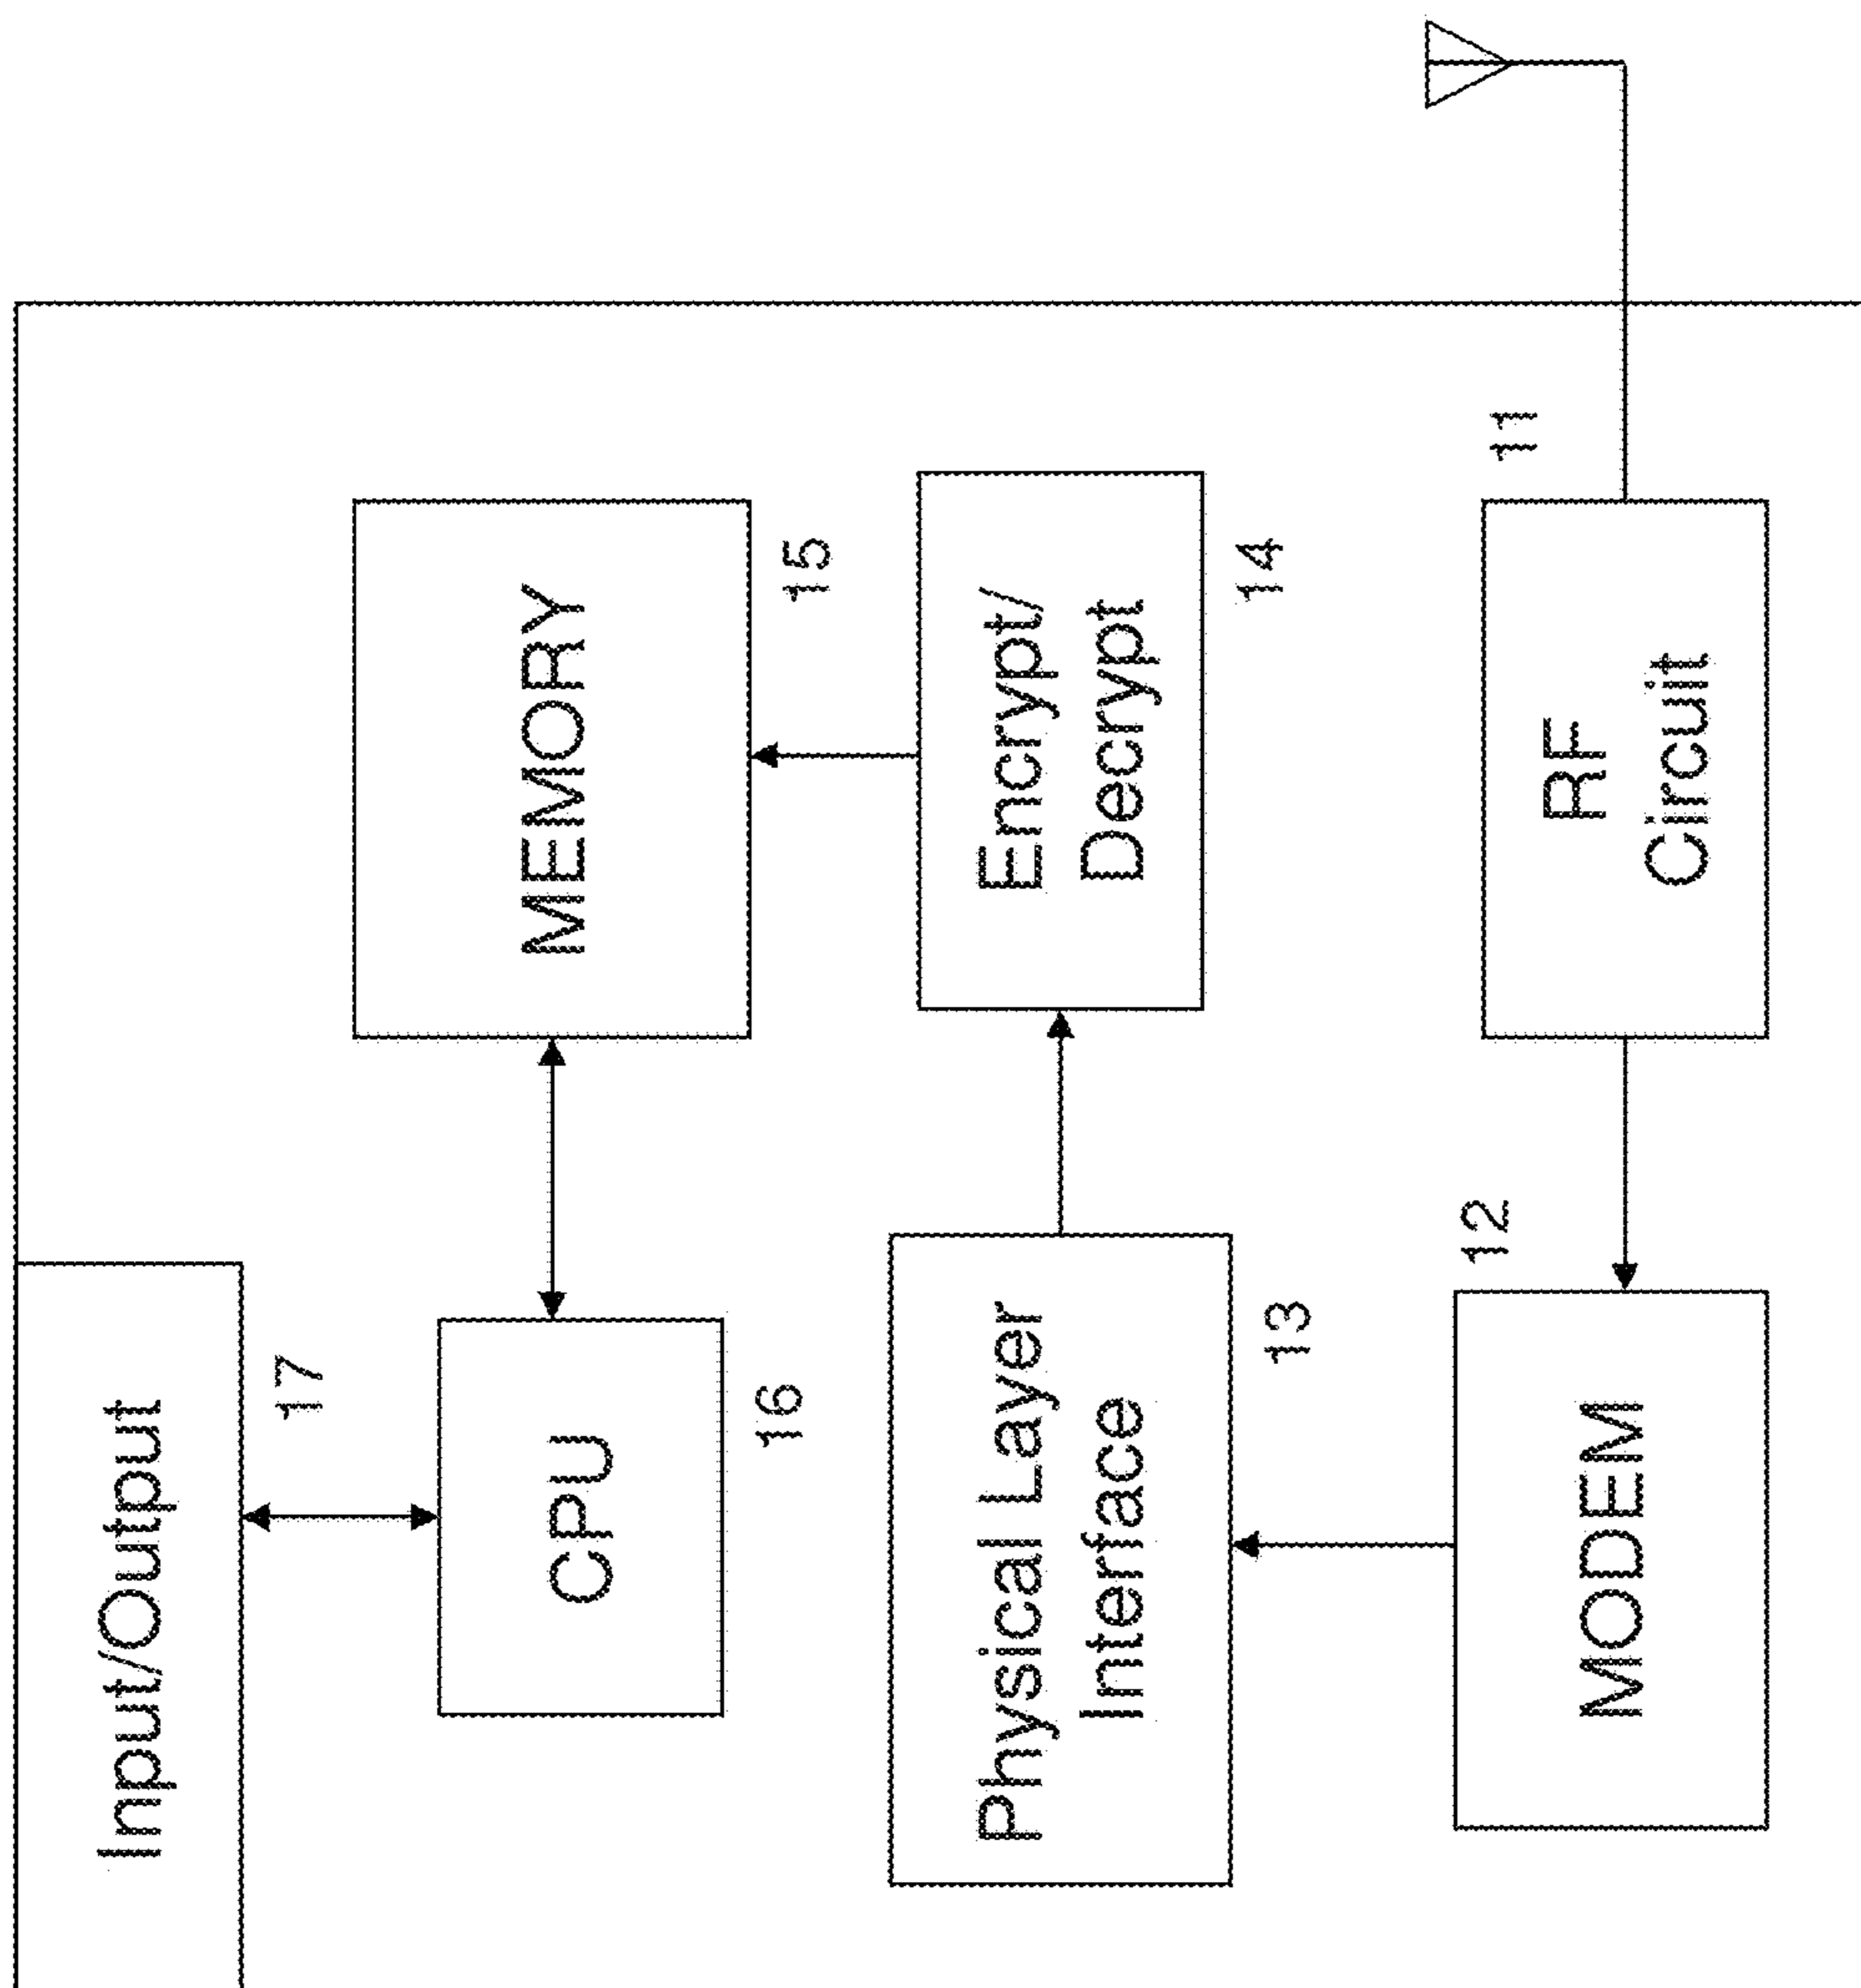 Input/Output
17
CPU
16
MEMORY
15
Physical Layer
Interface
13
Encrypt/
Decrypt
14
MODEM
12
RF
Circuit
11